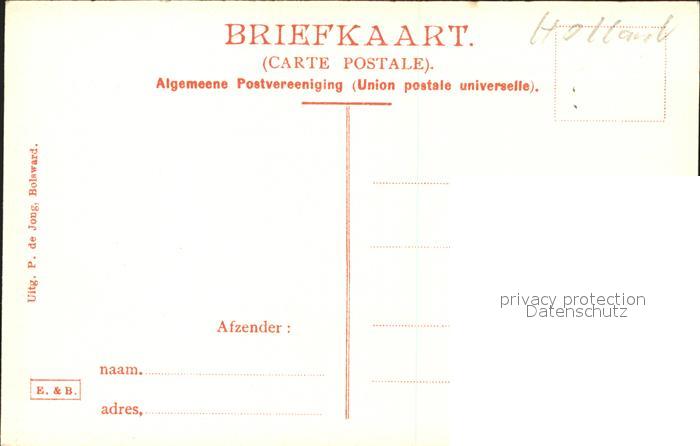 BRIEFKAART.
(CARTE POSTALE).
Algemeene Postvereeniging (Union postale universelle).
Holland
Uitg. P. de Jong, Bolsward.
Afzender :
naam.
adres,
E. & B.
privacy protection
Datenschutz